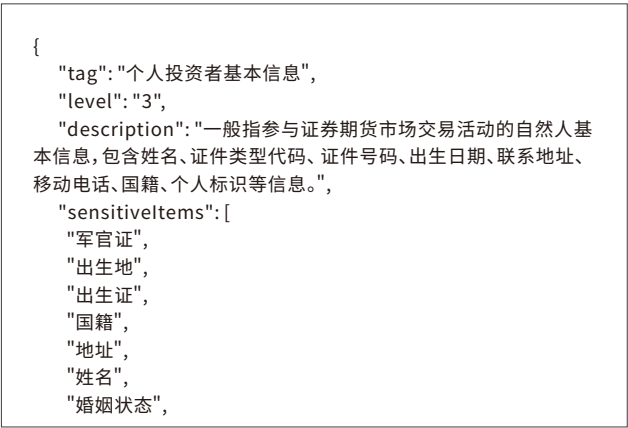 {
"tag": "个人投资者基本信息",
"level": "3",
"description": "一般指参与证券期货市场交易活动的自然人基
本信息，包含姓名、证件类型代码、证件号码、出生日期、联系地址、
移动电话、国籍、个人标识等信息。",
"sensitiveItems": [
"军官证",
"出生地",
"出生证",
"国籍",
"地址",
"姓名",
"婚姻状态",